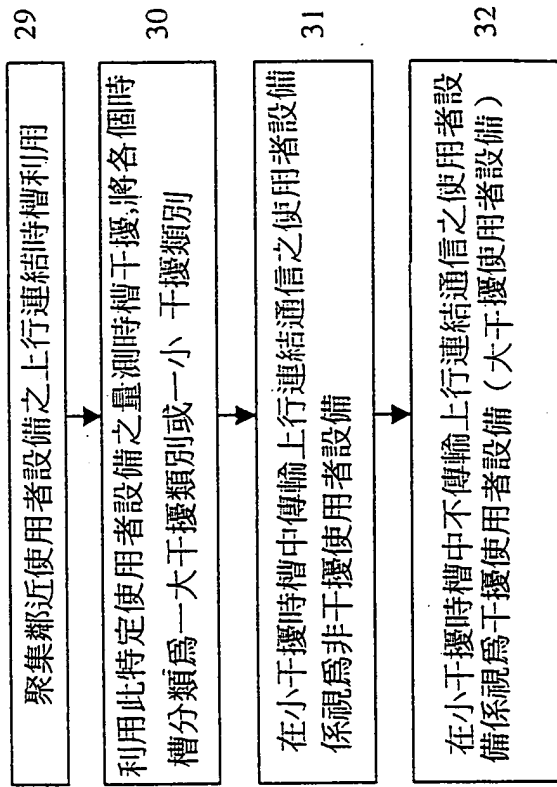 聚集鄰近使用者設備之上行連結時槽利用
29
利用此特定使用者設備之量測時槽干擾,將各個時
槽分類爲一大干擾類別或一小 干擾類別
30
在小干擾時槽中傳輸上行連結通信之使用者設備
係視爲非干擾使用者設備
31
在小干擾時槽中不傳輸上行連結通信之使用者設
備係視爲干擾使用者設備（大干擾使用者設備）
32